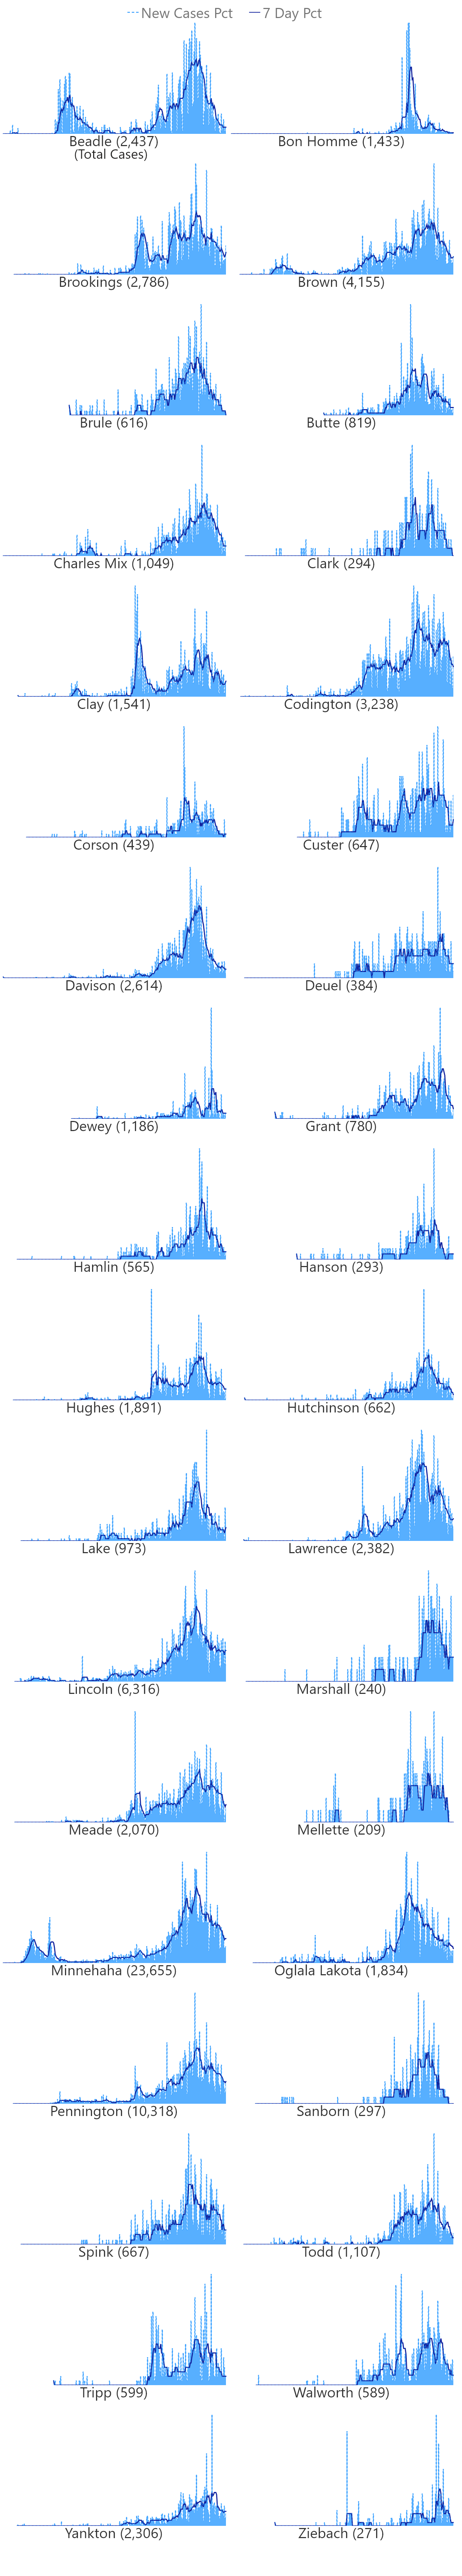 New Cases Pct 7 Day Pct
Beadle (2,437) Bon Homme (1,433)
(Total Cases)
Brookings (2,786) Brown (4,155)
Brule (616) Butte (819)
Charles Mix (1,049) Clark (294)
Clay (1,541) Codington (3,238)
Corson (439) Custer (647)
Davison (2,614) Deuel (384)
Dewey (1,186) Grant (780)
Hamlin (565) Hanson (293)
Hughes (1,891) Hutchinson (662)
Lake (973) Lawrence (2,382)
Lincoln (6,316) Marshall (240)
Meade (2,070) Mellette (209)
Minnehaha (23,655) Oglala Lakota (1,834)
Pennington (10,318) Sanborn (297)
Spink (667) Todd (1,107)
Tripp (599) Walworth (589)
Yankton (2,306) Ziebach (271)